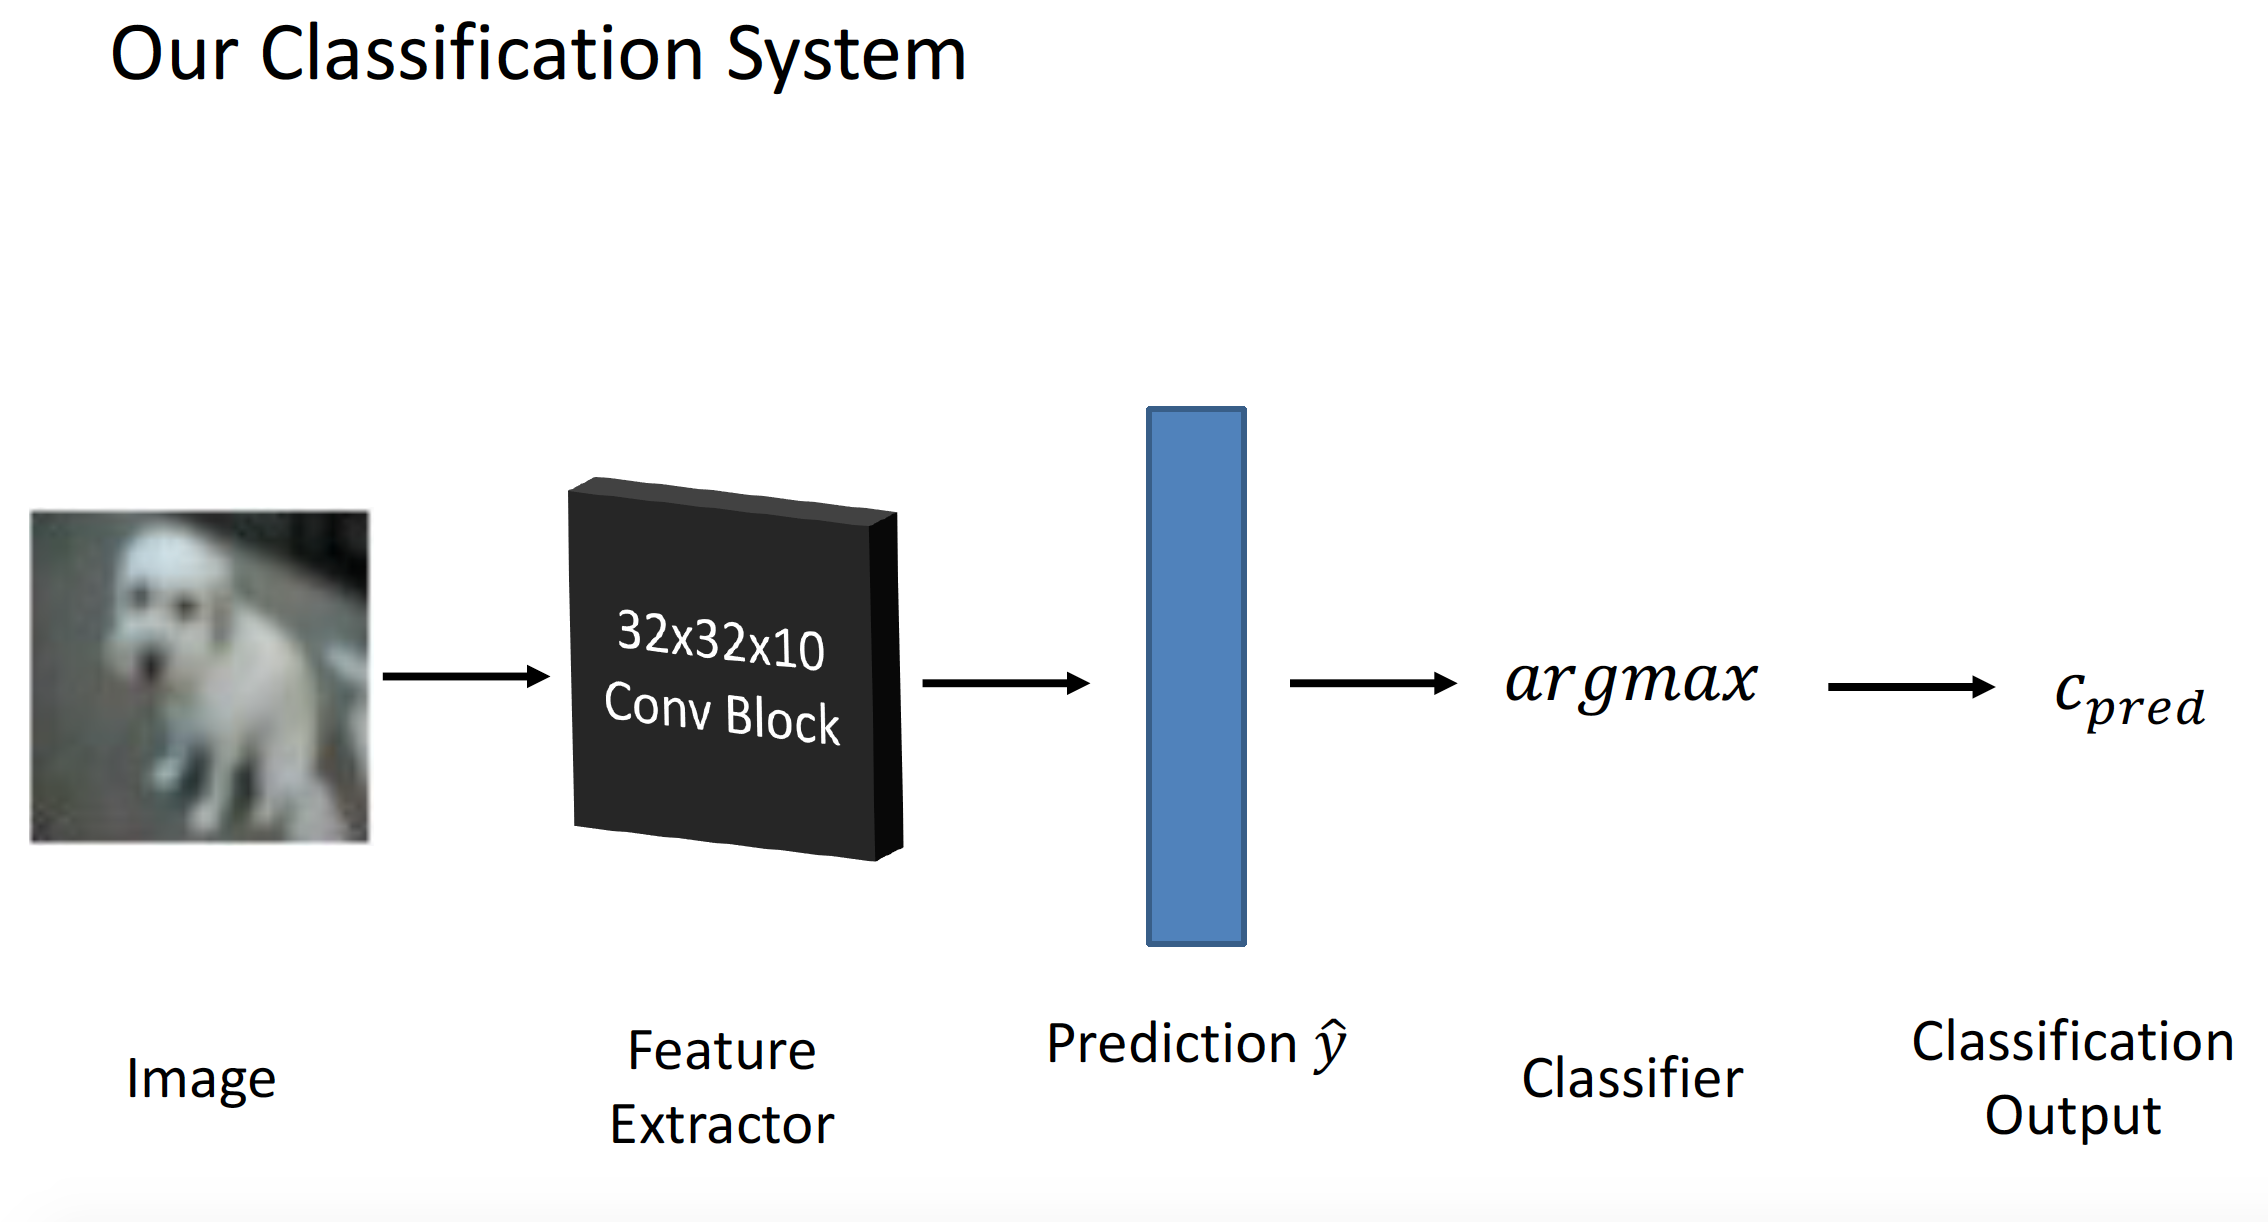 Our Classification System
32x32x10
Conv Block
argmax
c_pred
Image
Feature
Extractor
Prediction ŷ
Classifier
Classification
Output